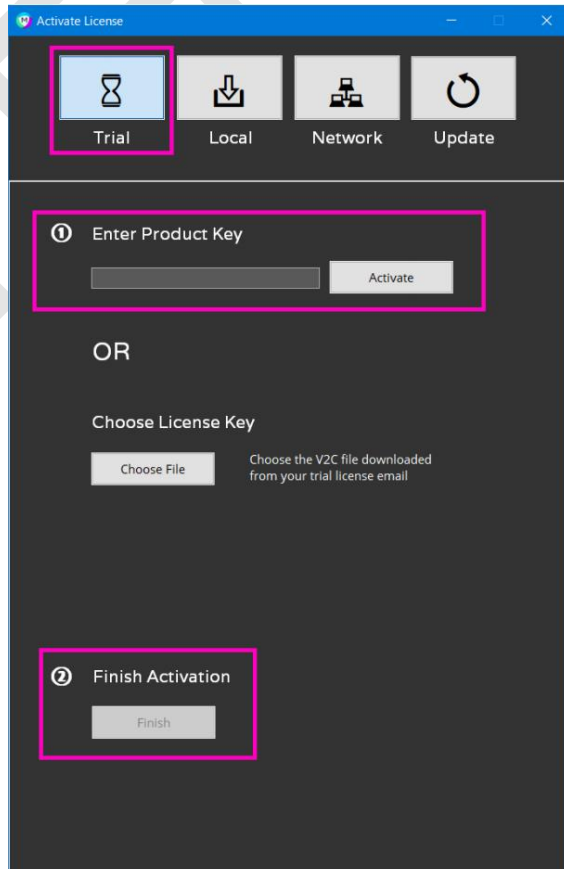 Activate License
Trial Local Network Update
① Enter Product Key
Activate
OR
Choose License Key
Choose File
Choose the V2C file downloaded
from your trial license email
② Finish Activation
Finish